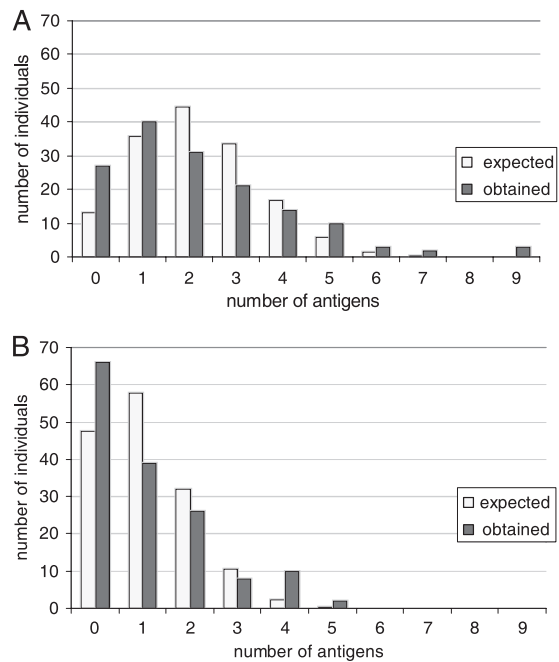 A
70
60
50
40
30
20
10
0
number of individuals
expected
obtained
0 1 2 3 4 5 6 7 8 9
number of antigens
B
70
60
50
40
30
20
10
0
number of individuals
expected
obtained
0 1 2 3 4 5 6 7 8 9
number of antigens